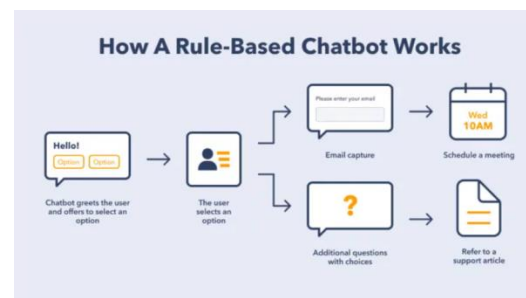 How A Rule-Based Chatbot Works
Please enter your email
Hello!
Option Option
Wed
10AM
Email capture
Schedule a meeting
Chatbot greets the user
and offers to select an
option
The user
selects an
option
?
Additional questions
with choices
Refer to a
support article